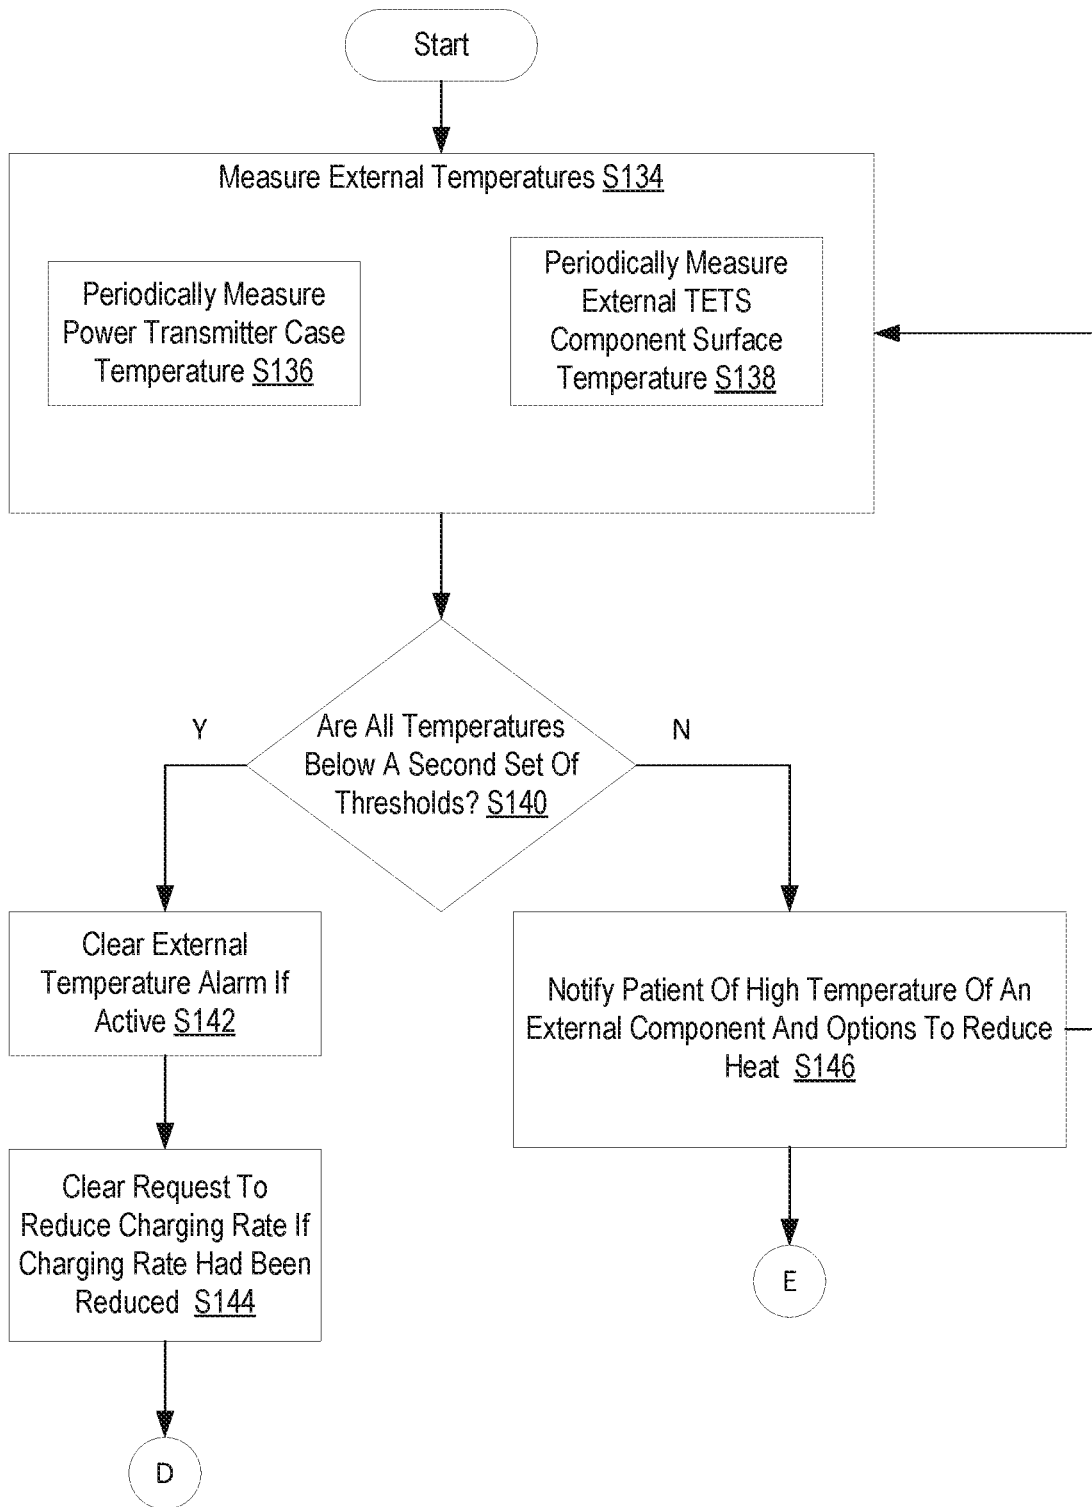 Start
Measure External Temperatures S134
Periodically Measure
Power Transmitter Case
Temperature S136
Periodically Measure
External TETS
Component Surface
Temperature S138
Y
Are All Temperatures
Below A Second Set Of
Thresholds? S140
N
Clear External
Temperature Alarm If
Active S142
Notify Patient Of High Temperature Of An
External Component And Options To Reduce
Heat S146
Clear Request To
Reduce Charging Rate If
Charging Rate Had Been
Reduced S144
E
D